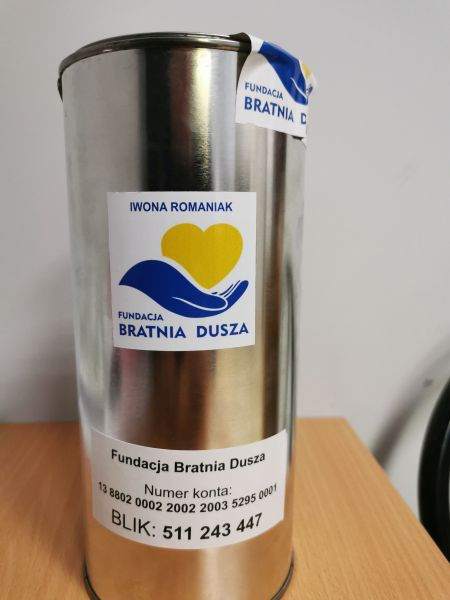 FUNDACJA
BRATNIA D
IWONA ROMANIAK
FUNDACJA
BRATNIA DUSZA
Fundacja Bratnia Dusza
Numer konta:
13 8802 0002 2002 2003 5295 0001
BLIK: 511 243 447